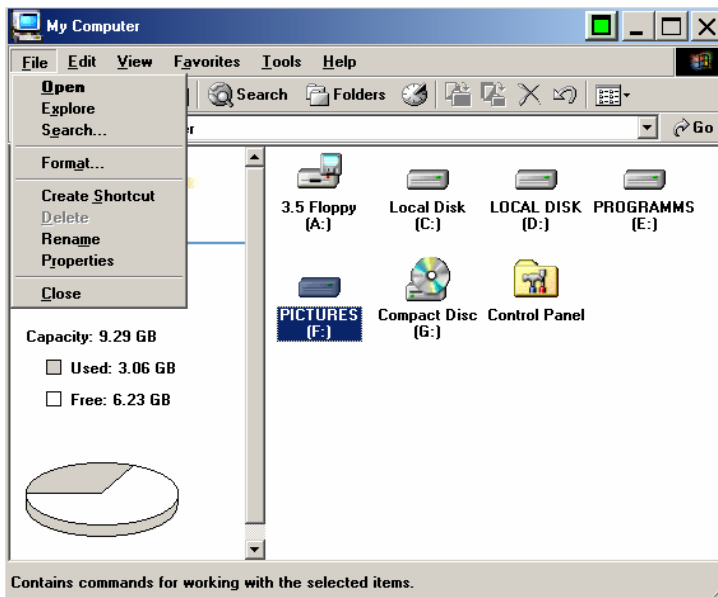 My Computer
File Edit View Favorites Tools Help
Search Folders
Go
Open
Explore
Search...
Format...
Create Shortcut
Delete
Rename
Properties
Close
3.5 Floppy (A:)
Local Disk (C:)
LOCAL DISK (D:)
PROGRAMMS (E:)
PICTURES (F:)
Compact Disc (G:)
Control Panel
Capacity: 9.29 GB
Used: 3.06 GB
Free: 6.23 GB
Contains commands for working with the selected items.